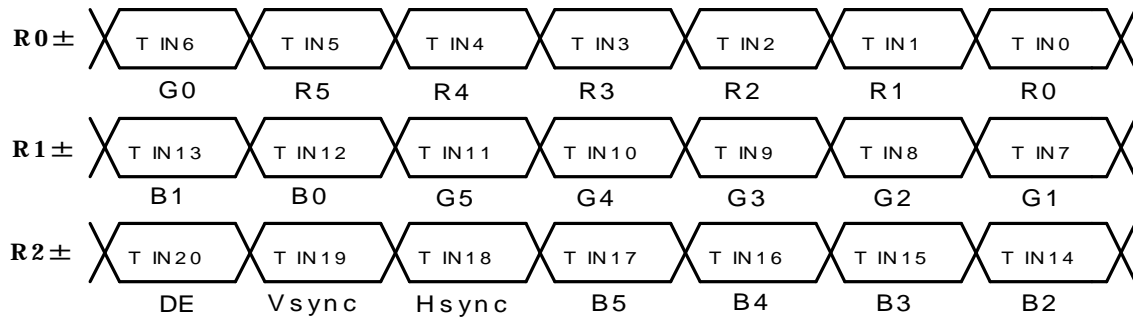 R0± T IN6 T IN5 T IN4 T IN3 T IN2 T IN1 T IN0
G0 R5 R4 R3 R2 R1 R0
R1± T IN13 T IN12 T IN11 T IN10 T IN9 T IN8 T IN7
B1 B0 G5 G4 G3 G2 G1
R2± T IN20 T IN19 T IN18 T IN17 T IN16 T IN15 T IN14
DE Vsync Hsync B5 B4 B3 B2